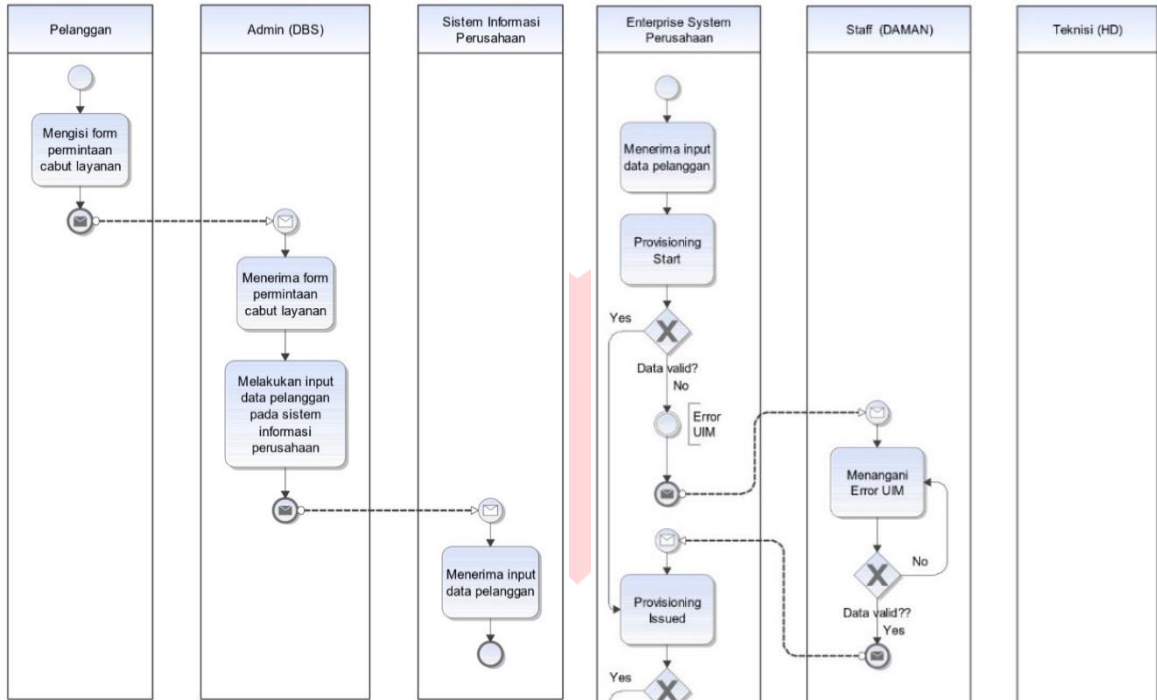 Pelanggan
Mengisi form
permintaan
cabut layanan
Admin (DBS)
Menerima form
permintaan
cabut layanan
Melakukan input
data pelanggan
pada sistem
informasi
perusahaan
Sistem Informasi
Perusahaan
Menerima input
data pelanggan
Enterprise System
Perusahaan
Menerima input
data pelanggan
Provisioning
Start
Yes
Data valid?
No
Error
UIM
Provisioning
Issued
Yes
Staff (DAMAN)
Menangani
Error UIM
No
Data valid??
Yes
Teknisi (HD)